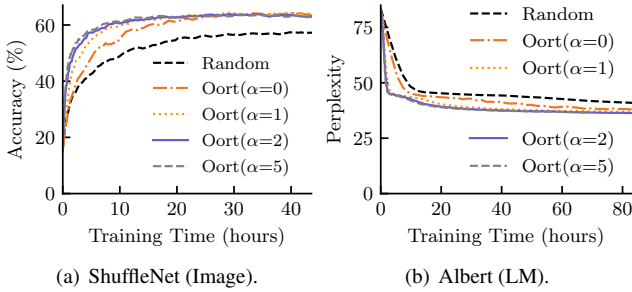 60
40
20
0
Accuracy (%)
Random
Oort(α=0)
Oort(α=1)
Oort(α=2)
Oort(α=5)
0 10 20 30 40
Training Time (hours)
(a) ShuffleNet (Image).
75
50
25
0
Perplexity
Random
Oort(α=0)
Oort(α=1)
Oort(α=2)
Oort(α=5)
0 20 40 60 80
Training Time (hours)
(b) Albert (LM).